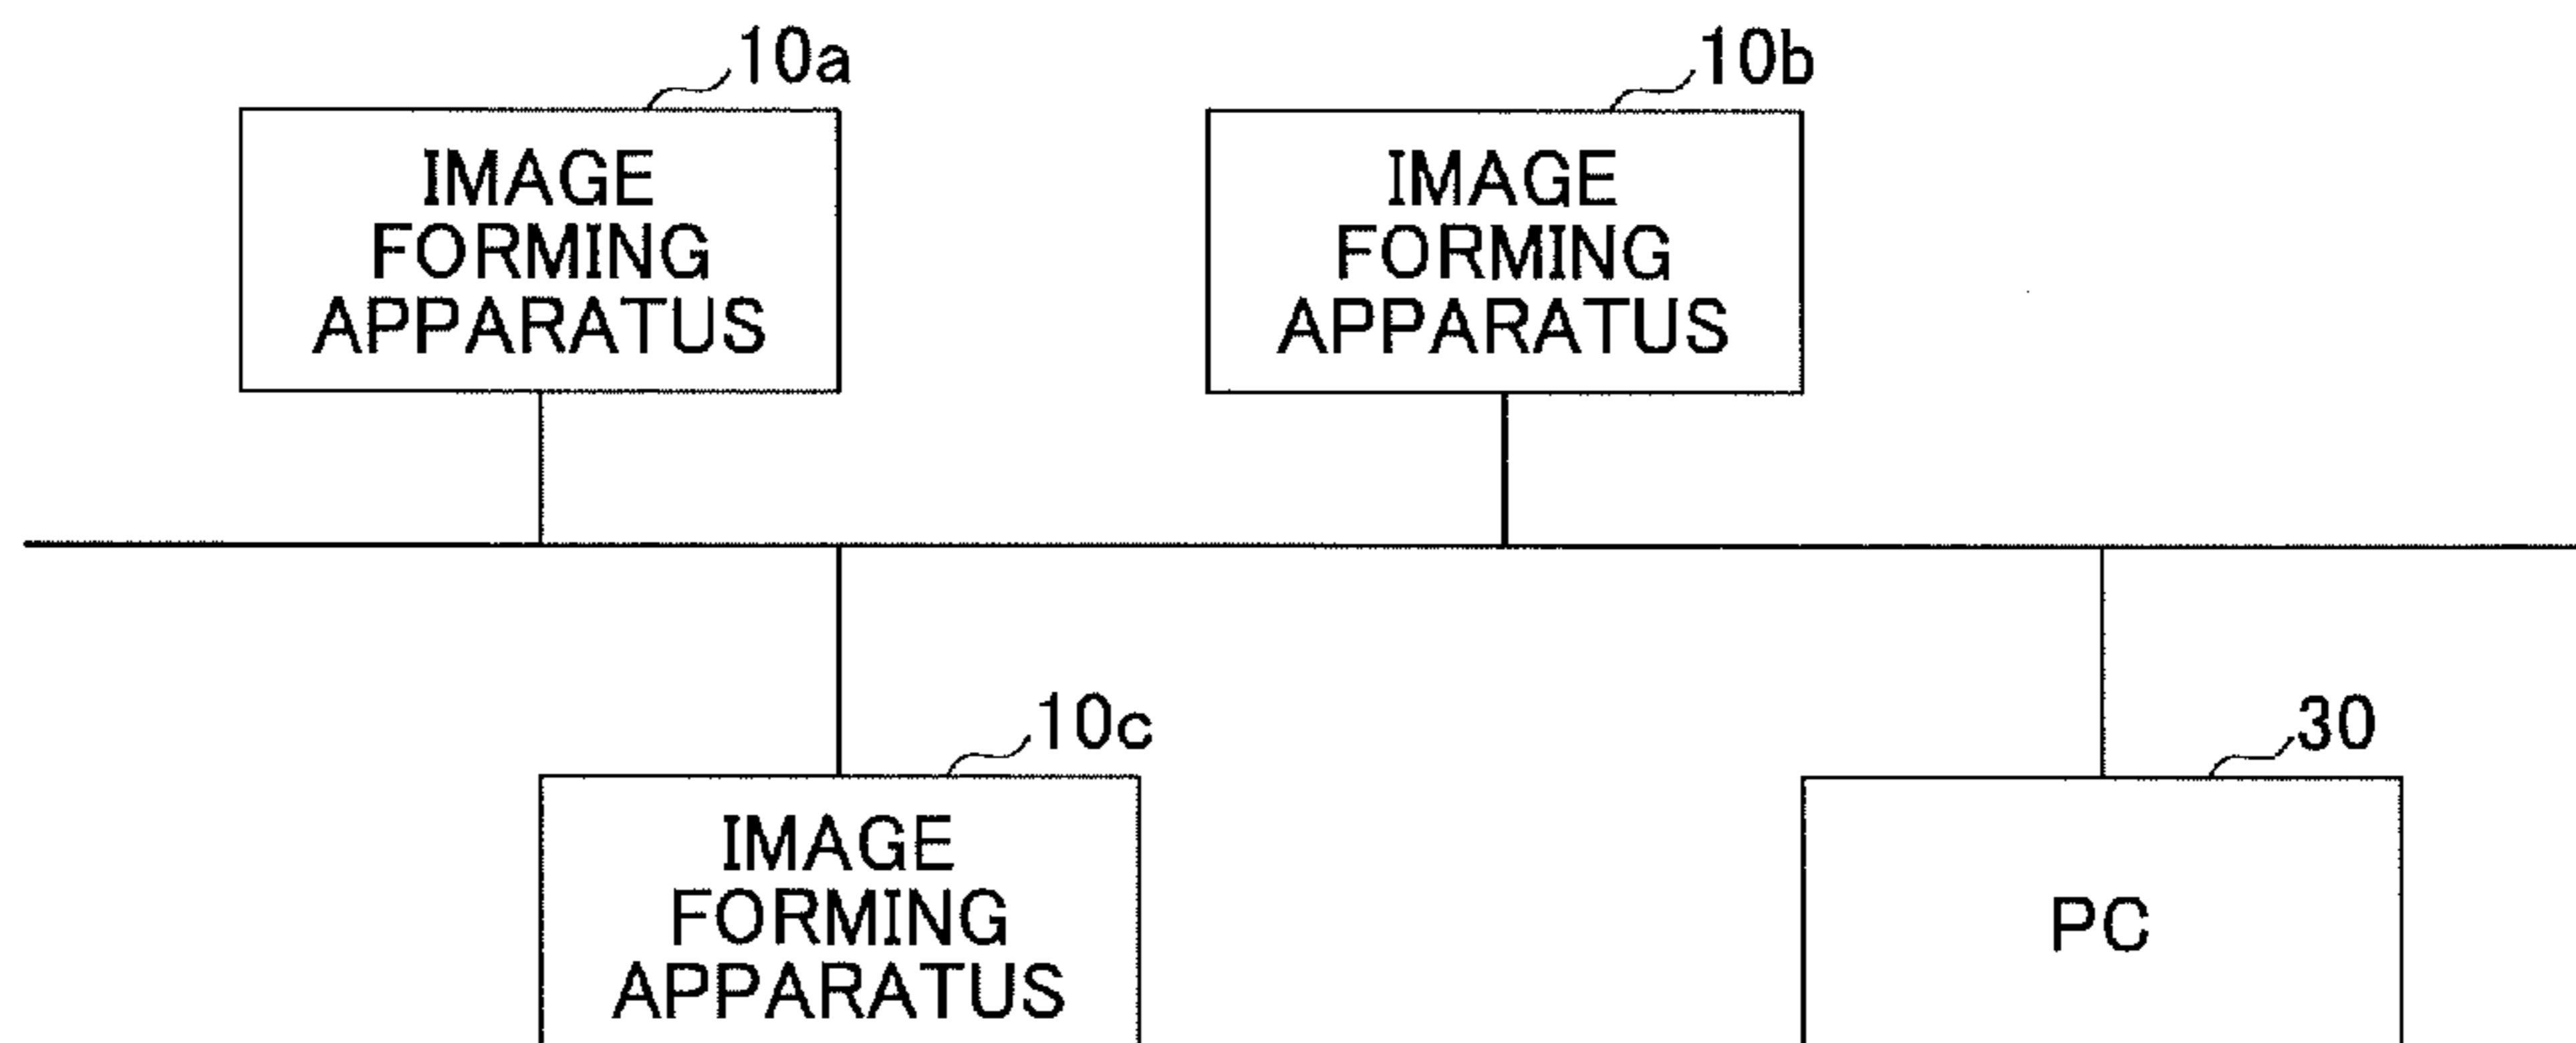 10a
IMAGE
FORMING
APPARATUS
10b
IMAGE
FORMING
APPARATUS
10c
IMAGE
FORMING
APPARATUS
30
PC